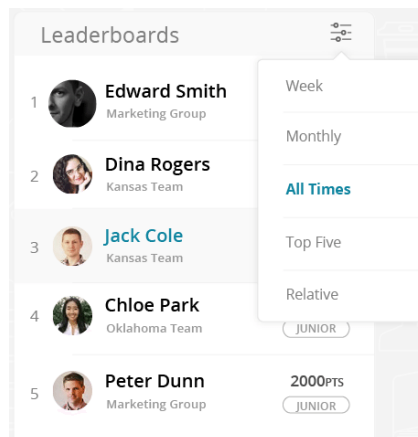 Leaderboards
1
Edward Smith
Marketing Group
2
Dina Rogers
Kansas Team
3
Jack Cole
Kansas Team
4
Chloe Park
Oklahoma Team
JUNIOR
5
Peter Dunn
Marketing Group
2000PTS
JUNIOR
Week
Monthly
All Times
Top Five
Relative